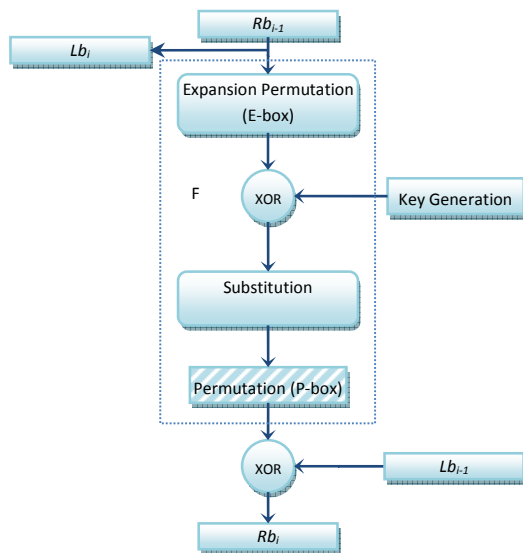 Rbi-1
Lbi
Expansion Permutation
(E-box)
F
XOR
Key Generation
Substitution
Permutation (P-box)
XOR
Lbi-1
Rbi